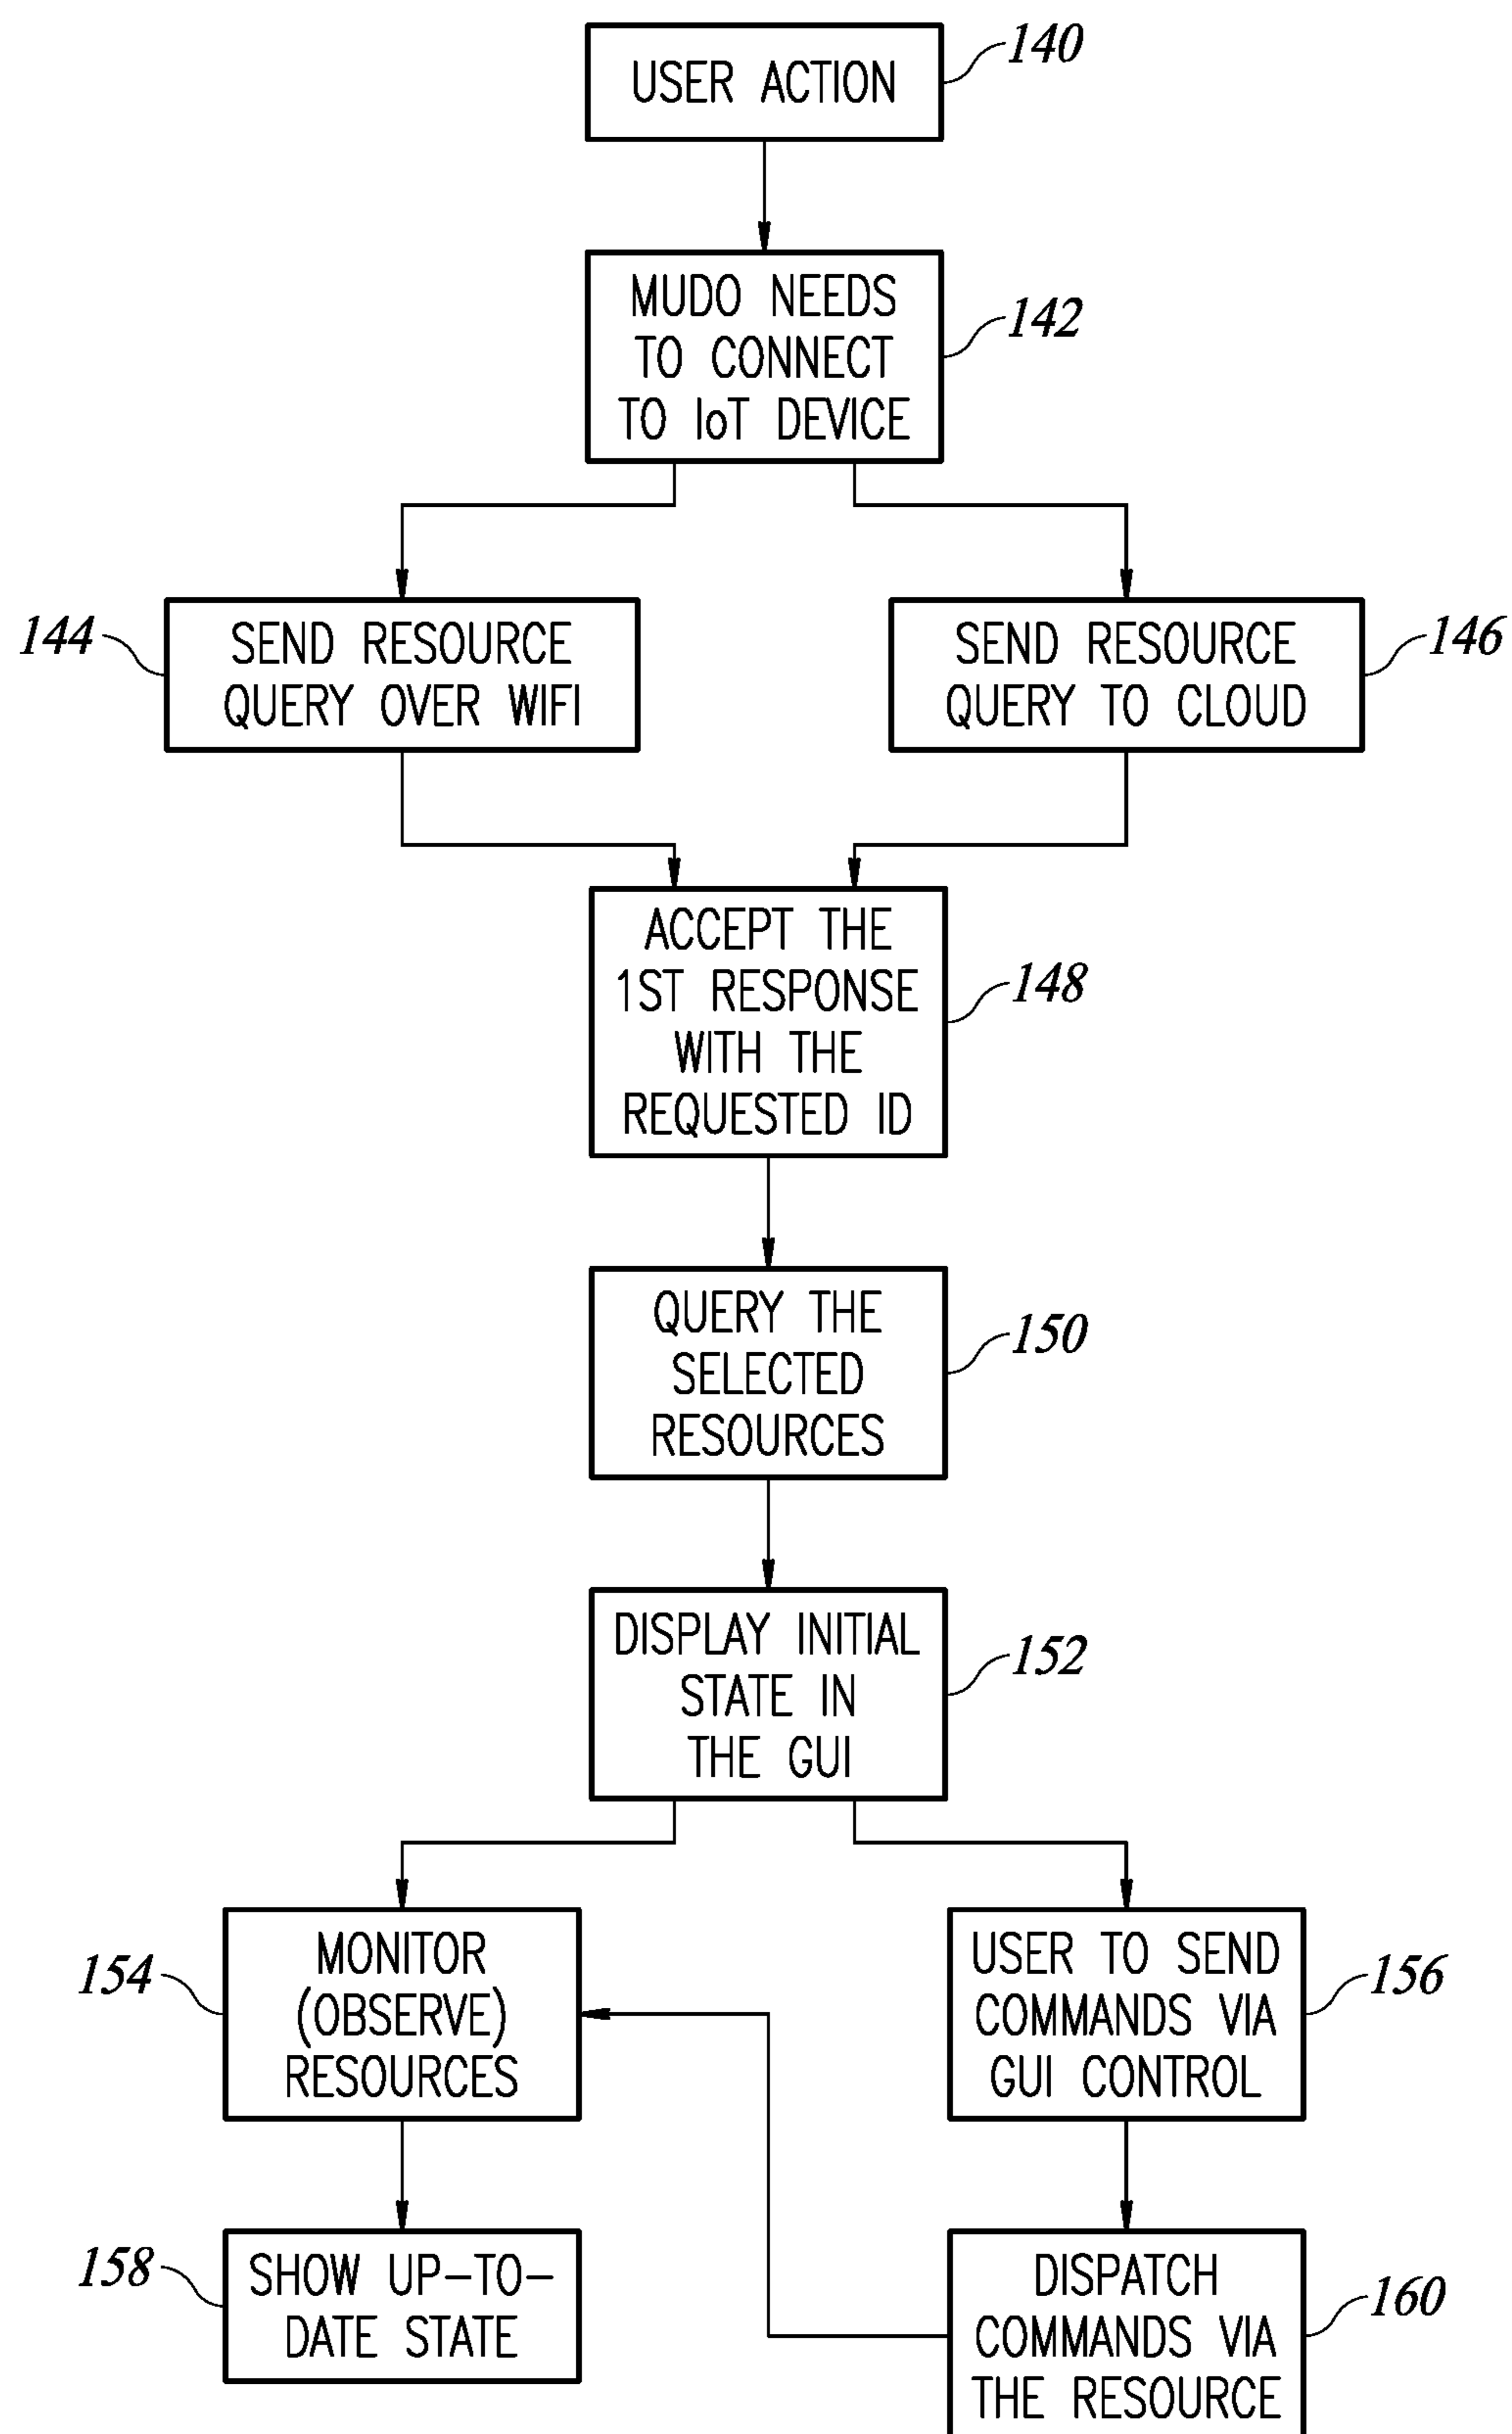 USER ACTION
140
MUDO NEEDS
TO CONNECT
TO IoT DEVICE
142
144
SEND RESOURCE
QUERY OVER WIFI
SEND RESOURCE
QUERY TO CLOUD
146
ACCEPT THE
1ST RESPONSE
WITH THE
REQUESTED ID
148
QUERY THE
SELECTED
RESOURCES
150
DISPLAY INITIAL
STATE IN
THE GUI
152
154
MONITOR
(OBSERVE)
RESOURCES
USER TO SEND
COMMANDS VIA
GUI CONTROL
156
158
SHOW UP-TO-
DATE STATE
DISPATCH
COMMANDS VIA
THE RESOURCE
160